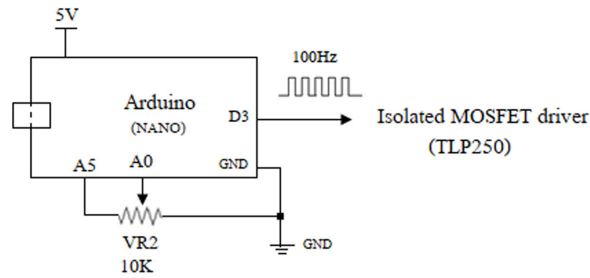 5V
100Hz
Arduino
(NANO)
D3
Isolated MOSFET driver
(TLP250)
A5
A0
GND
VR2
10K
GND